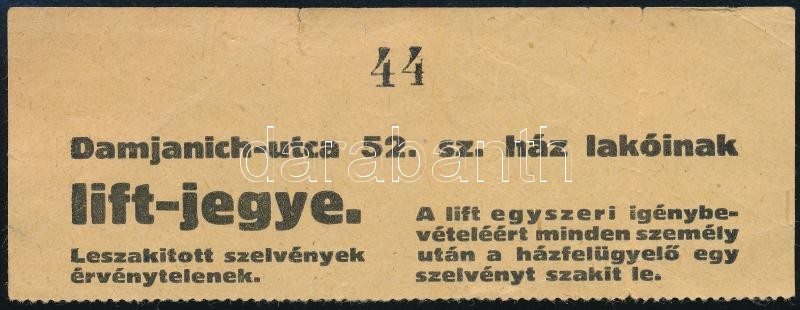 44
Damjanich-utca 52. sz. ház lakóinak
lift-jegye.
Leszakitott szelvények
érvénytelenek.
A lift egyszeri igénybe-
vételéért minden személy
után a házfelügyelő egy
szelvényt szakit le.
darabanth